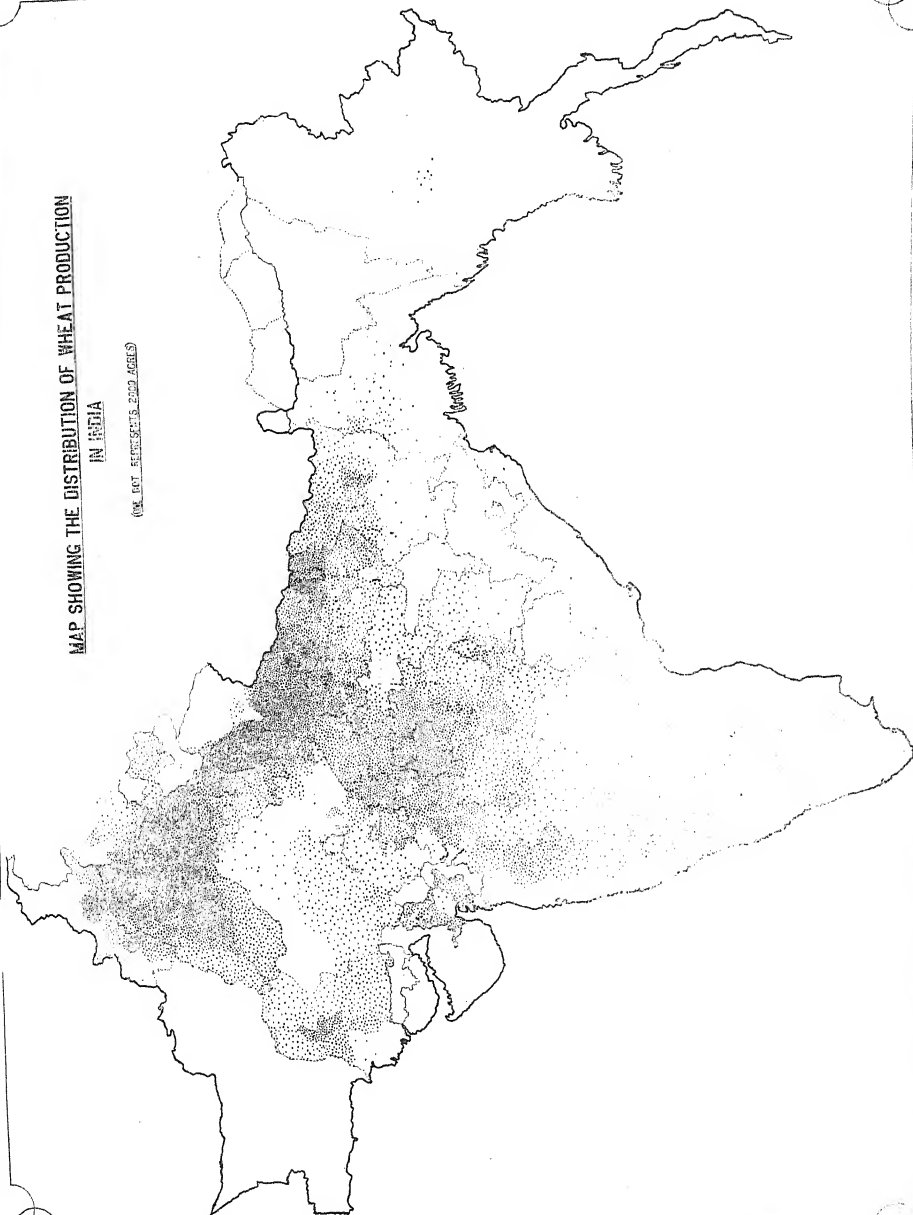 MAP SHOWING THE DISTRIBUTION OF WHEAT PRODUCTION
IN INDIA
(ONE DOT REPRESENTS 2000 ACRES)